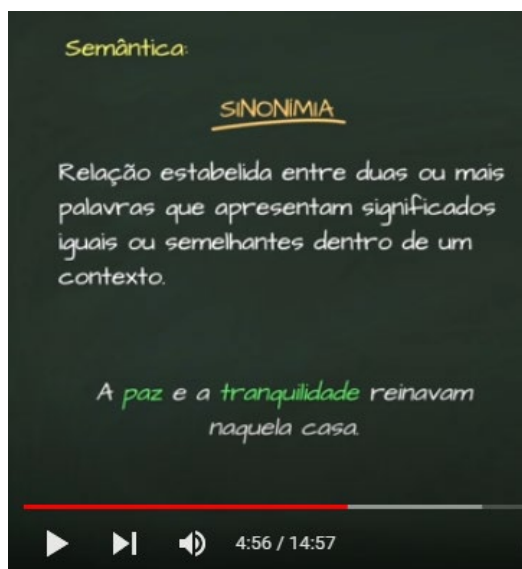 Semântica:
SINONÍMIA
Relação estabelida entre duas ou mais
palavras que apresentam significados
iguais ou semelhantes dentro de um
contexto.
A paz e a tranquilidade reinavam
naquela casa.
4:56 / 14:57